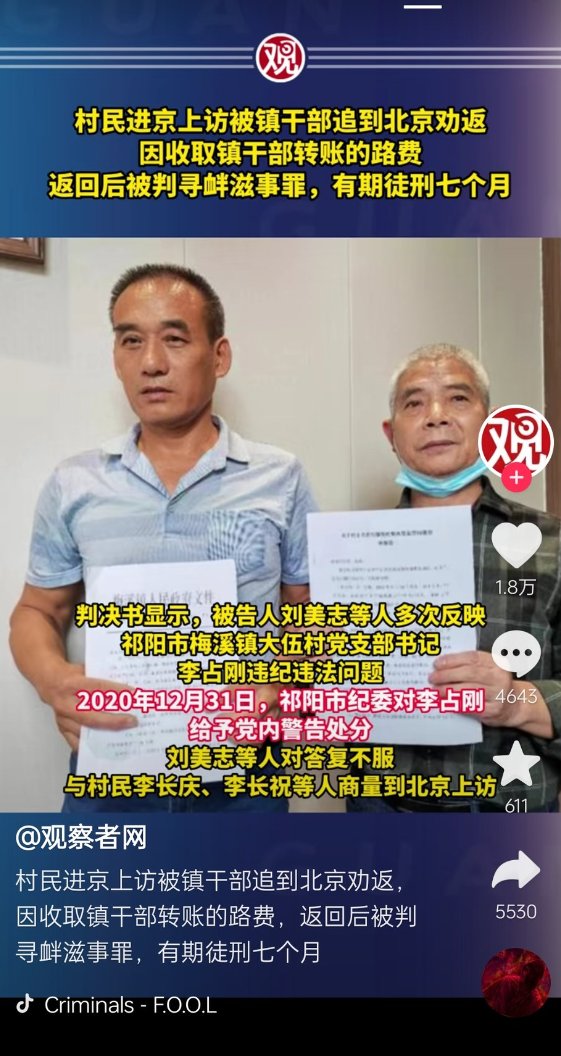 观
村民进京上访被镇干部追到北京劝返
因收取镇干部转账的路费
返回后被判寻衅滋事罪，有期徒刑七个月
梅溪镇人民政府文件
判决书显示，被告人刘美志等人多次反映
祁阳市梅溪镇大伍村党支部书记
李占刚违纪违法问题
2020年12月31日，祁阳市纪委对李占刚
给予党内警告处分
刘美志等人对答复不服
与村民李长庆、李长祝等人商量到北京上访
观
1.8万
4643
611
5530
@观察者网
村民进京上访被镇干部追到北京劝返，
因收取镇干部转账的路费，返回后被判
寻衅滋事罪，有期徒刑七个月
Criminals - F.O.O.L